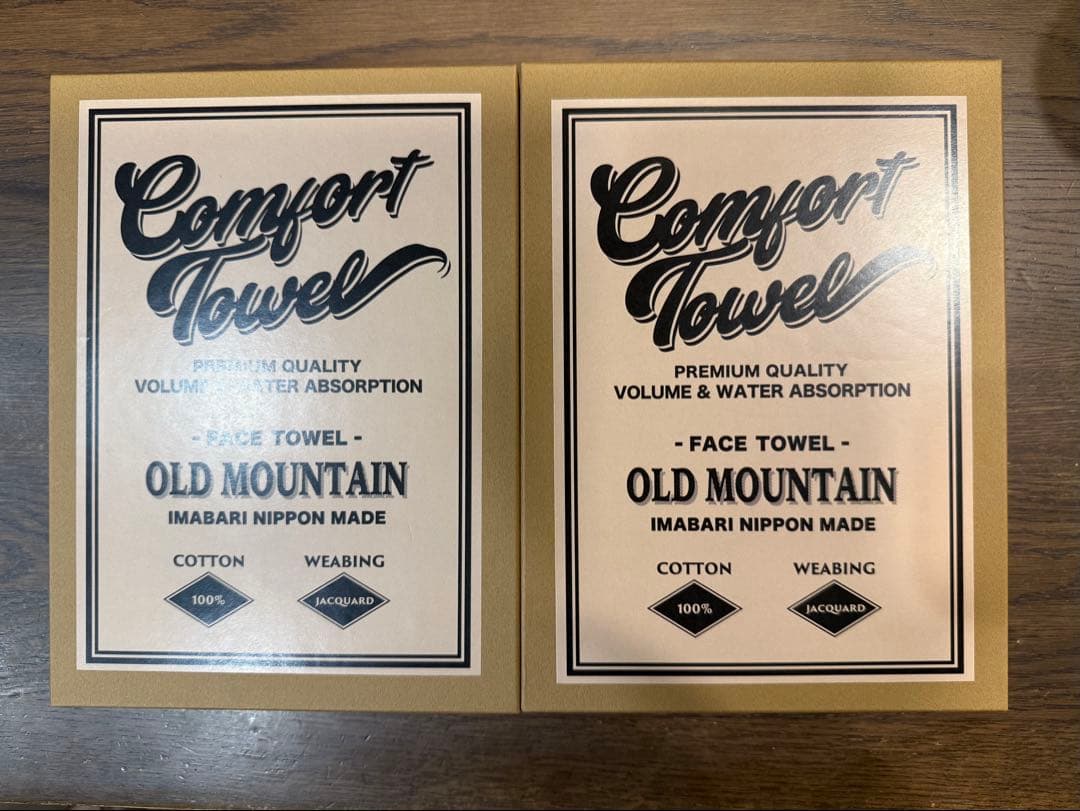 Comfort
Towel
PREMIUM QUALITY
VOLUME & WATER ABSORPTION
- FACE TOWEL -
OLD MOUNTAIN
IMABARI NIPPON MADE
COTTON WEABING
100% JACQUARD
Comfort
Towel
PREMIUM QUALITY
VOLUME & WATER ABSORPTION
- FACE TOWEL -
OLD MOUNTAIN
IMABARI NIPPON MADE
COTTON WEABING
100% JACQUARD